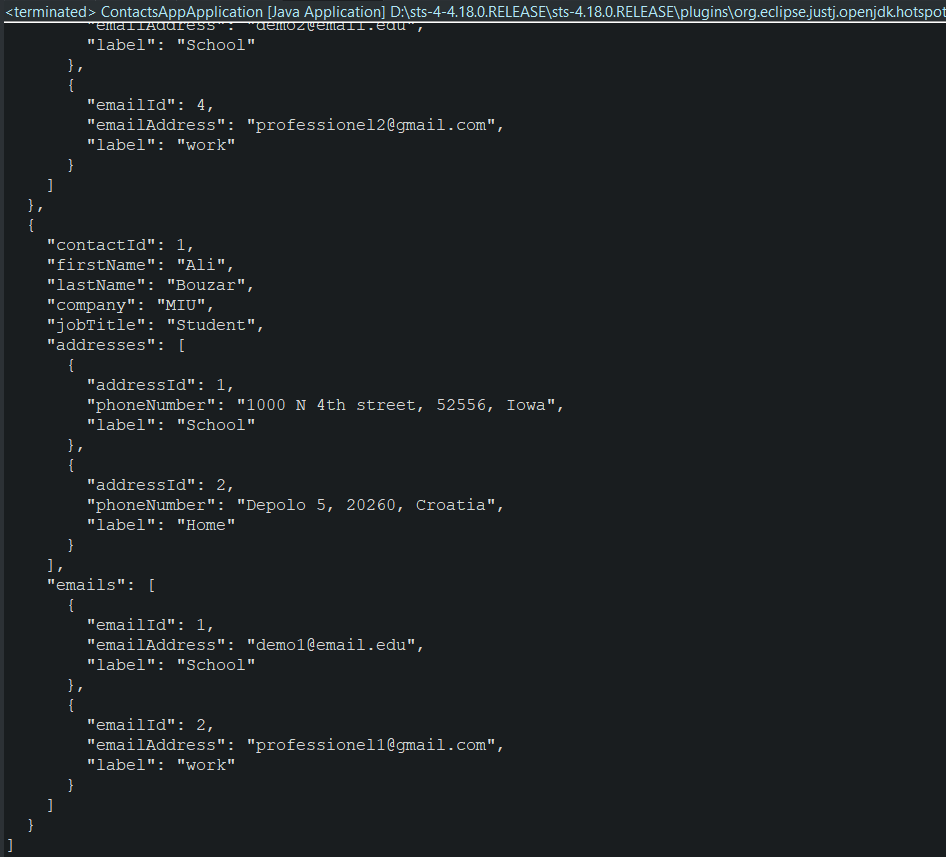 <terminated> ContactsAppApplication [Java Application] D:\sts-4-4.18.0.RELEASE\sts-4.18.0.RELEASE\plugins\org.eclipse.justj.openjdk.hotspot
      "emailAddress": "demo2@email.edu",
        "label": "School"
      },
      {
        "emailId": 4,
        "emailAddress": "professionel2@gmail.com",
        "label": "work"
      }
    ]
  },
  {
    "contactId": 1,
    "firstName": "Ali",
    "lastName": "Bouzar",
    "company": "MIU",
    "jobTitle": "Student",
    "addresses": [
      {
        "addressId": 1,
        "phoneNumber": "1000 N 4th street, 52556, Iowa",
        "label": "School"
      },
      {
        "addressId": 2,
        "phoneNumber": "Depolo 5, 20260, Croatia",
        "label": "Home"
      }
    ],
    "emails": [
      {
        "emailId": 1,
        "emailAddress": "demo1@email.edu",
        "label": "School"
      },
      {
        "emailId": 2,
        "emailAddress": "professionel1@gmail.com",
        "label": "work"
      }
    ]
  }
]